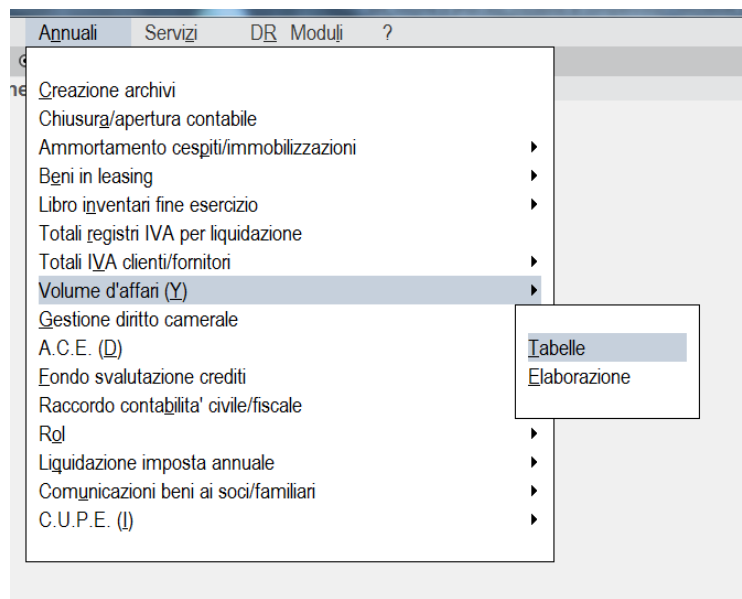 Annuali Servizi DR Moduli ?
ne
Creazione archivi
Chiusura/apertura contabile
Ammortamento cespiti/immobilizzazioni
Beni in leasing
Libro inventari fine esercizio
Totali registri IVA per liquidazione
Totali IVA clienti/fornitori
Volume d'affari (Y)
Gestione diritto camerale
A.C.E. (D)
Fondo svalutazione crediti
Raccordo contabilita' civile/fiscale
Rol
Liquidazione imposta annuale
Comunicazioni beni ai soci/familiari
C.U.P.E. (I)
Tabelle
Elaborazione